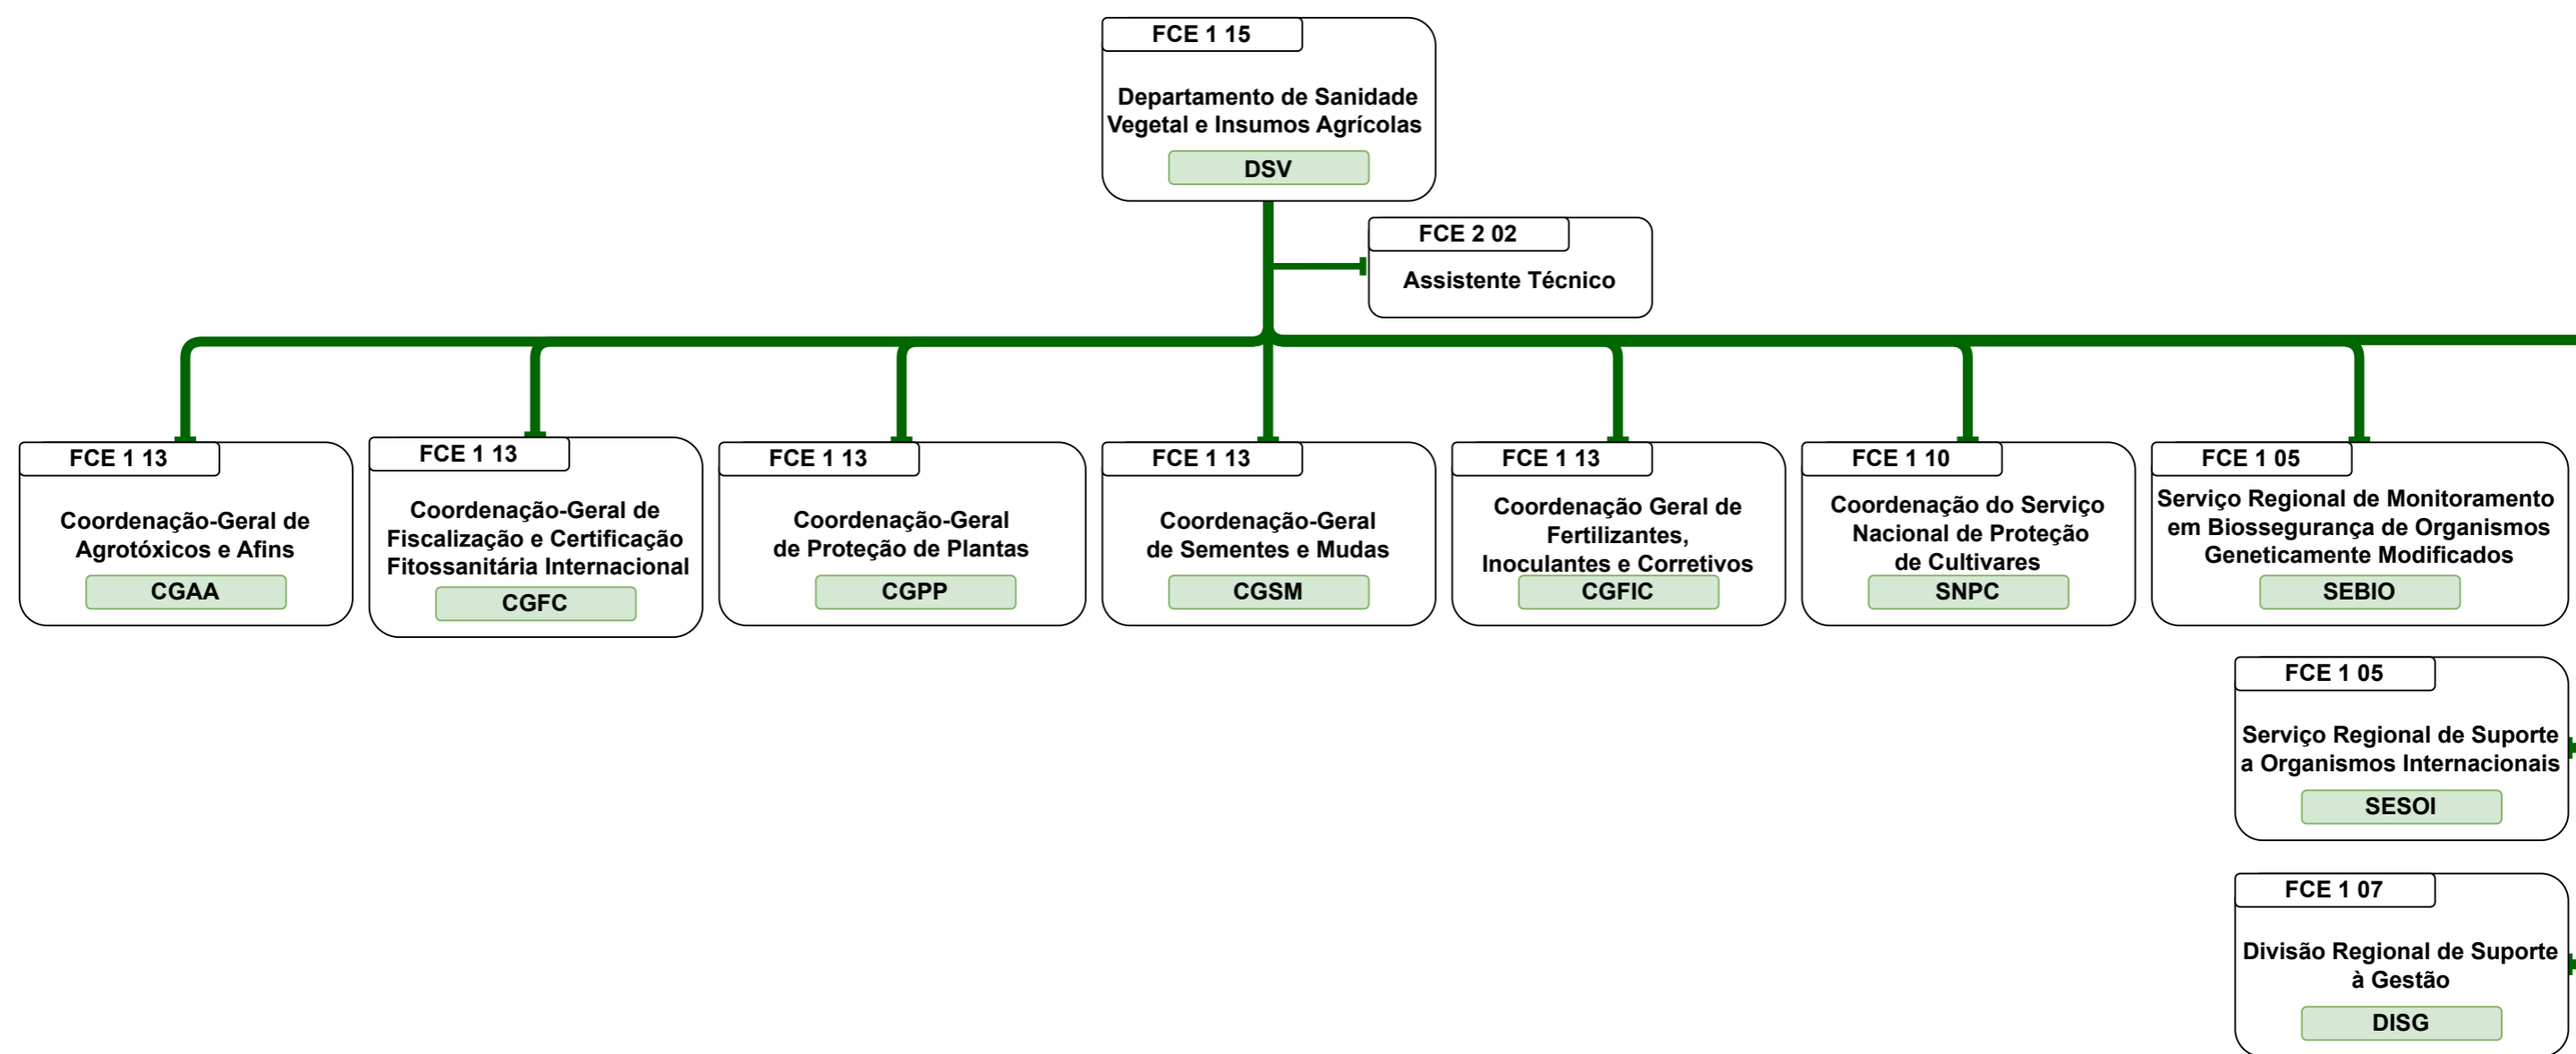 FCE 1 15
Departamento de Sanidade
Vegetal e Insumos Agrícolas
DSV
FCE 2 02
Assistente Técnico
FCE 1 13
Coordenação-Geral de
Agrotóxicos e Afins
CGAA
FCE 1 13
Coordenação-Geral de
Fiscalização e Certificação
Fitossanitária Internacional
CGFC
FCE 1 13
Coordenação-Geral
de Proteção de Plantas
CGPP
FCE 1 13
Coordenação-Geral
de Sementes e Mudas
CGSM
FCE 1 13
Coordenação Geral de
Fertilizantes,
Inoculantes e Corretivos
CGFIC
FCE 1 10
Coordenação do Serviço
Nacional de Proteção
de Cultivares
SNPC
FCE 1 05
Serviço Regional de Monitoramento
em Biossegurança de Organismos
Geneticamente Modificados
SEBIO
FCE 1 05
Serviço Regional de Suporte
a Organismos Internacionais
SESOI
FCE 1 07
Divisão Regional de Suporte
à Gestão
DISG